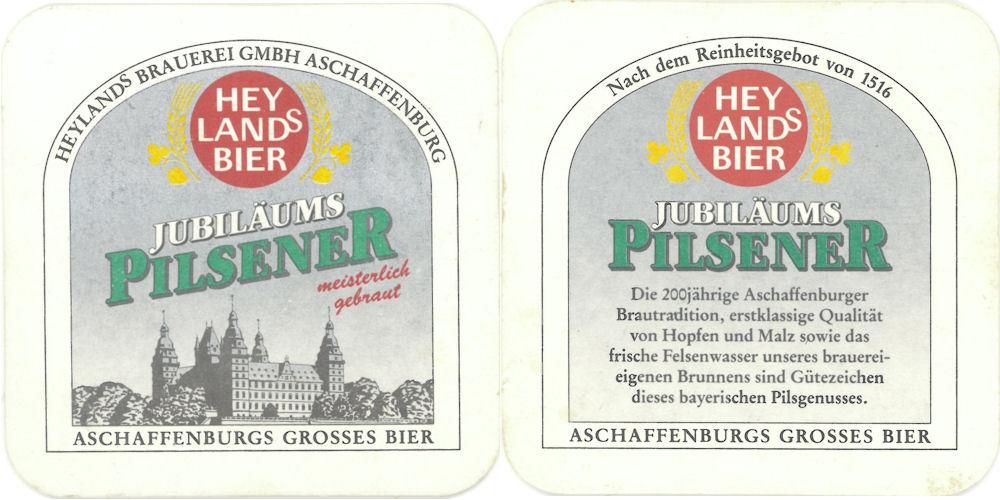 HEYLANDS BRAUEREI GMBH ASCHAFFENBURG
HEY
LANDS
BIER
JUBILÄUMS
PILSENER
meisterlich
gebraut
ASCHAFFENBURGS GROSSES BIER
Nach dem Reinheitsgebot von 1516
HEY
LANDS
BIER
JUBILÄUMS
PILSENER
Die 200jährige Aschaffenburger
Brautradition, erstklassige Qualität
von Hopfen und Malz sowie das
frische Felsenwasser unseres brauerei-
eigenen Brunnens sind Gütezeichen
dieses bayerischen Pilsgenusses.
ASCHAFFENBURGS GROSSES BIER